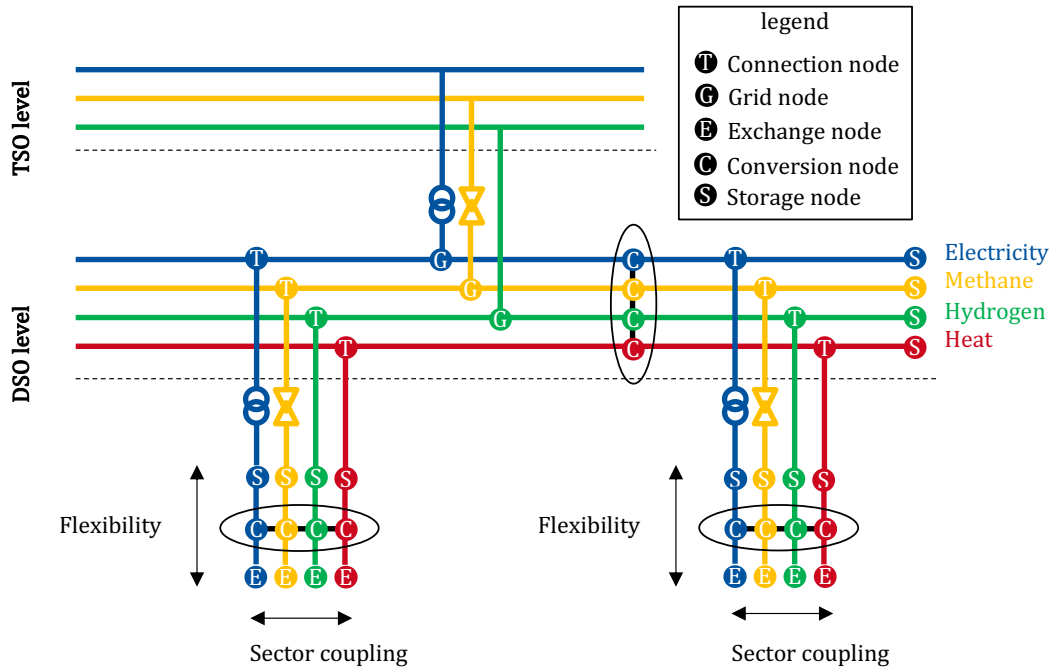 legend
T Connection node
G Grid node
E Exchange node
C Conversion node
S Storage node
TSO level
DSO level
T G C T S Electricity
T G C T S Methane
T G C T S Hydrogen
T C T S Heat
S S S S S S S S
Flexibility C C C C Flexibility C C C C
E E E E E E E E
Sector coupling Sector coupling